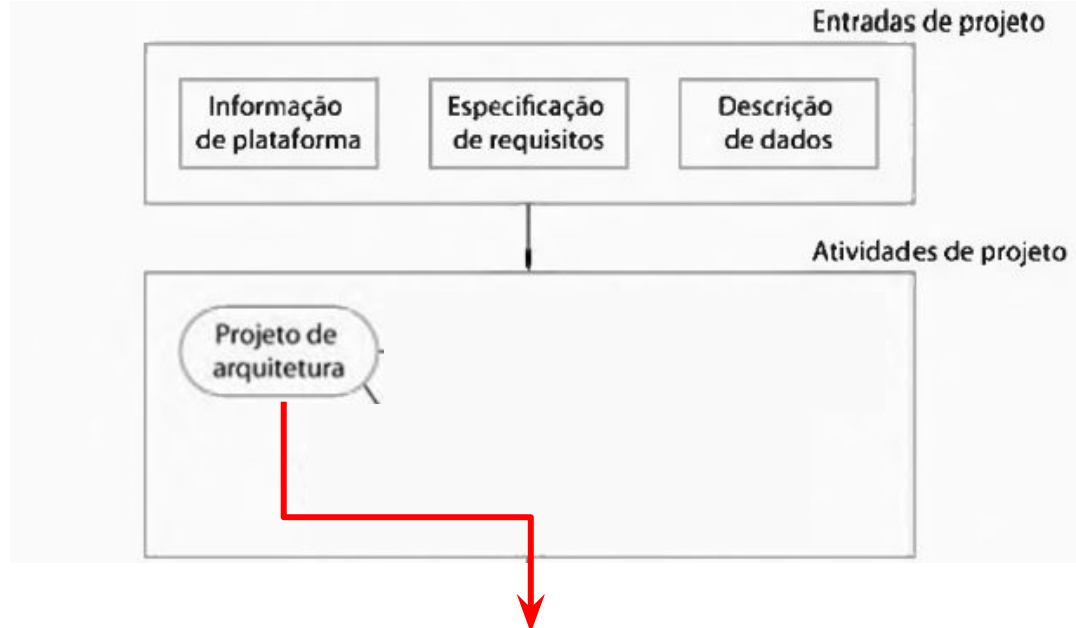 Entradas de projeto
Informação
de plataforma
Especificação
de requisitos
Descrição
de dados
Atividades de projeto
Projeto de
arquitetura